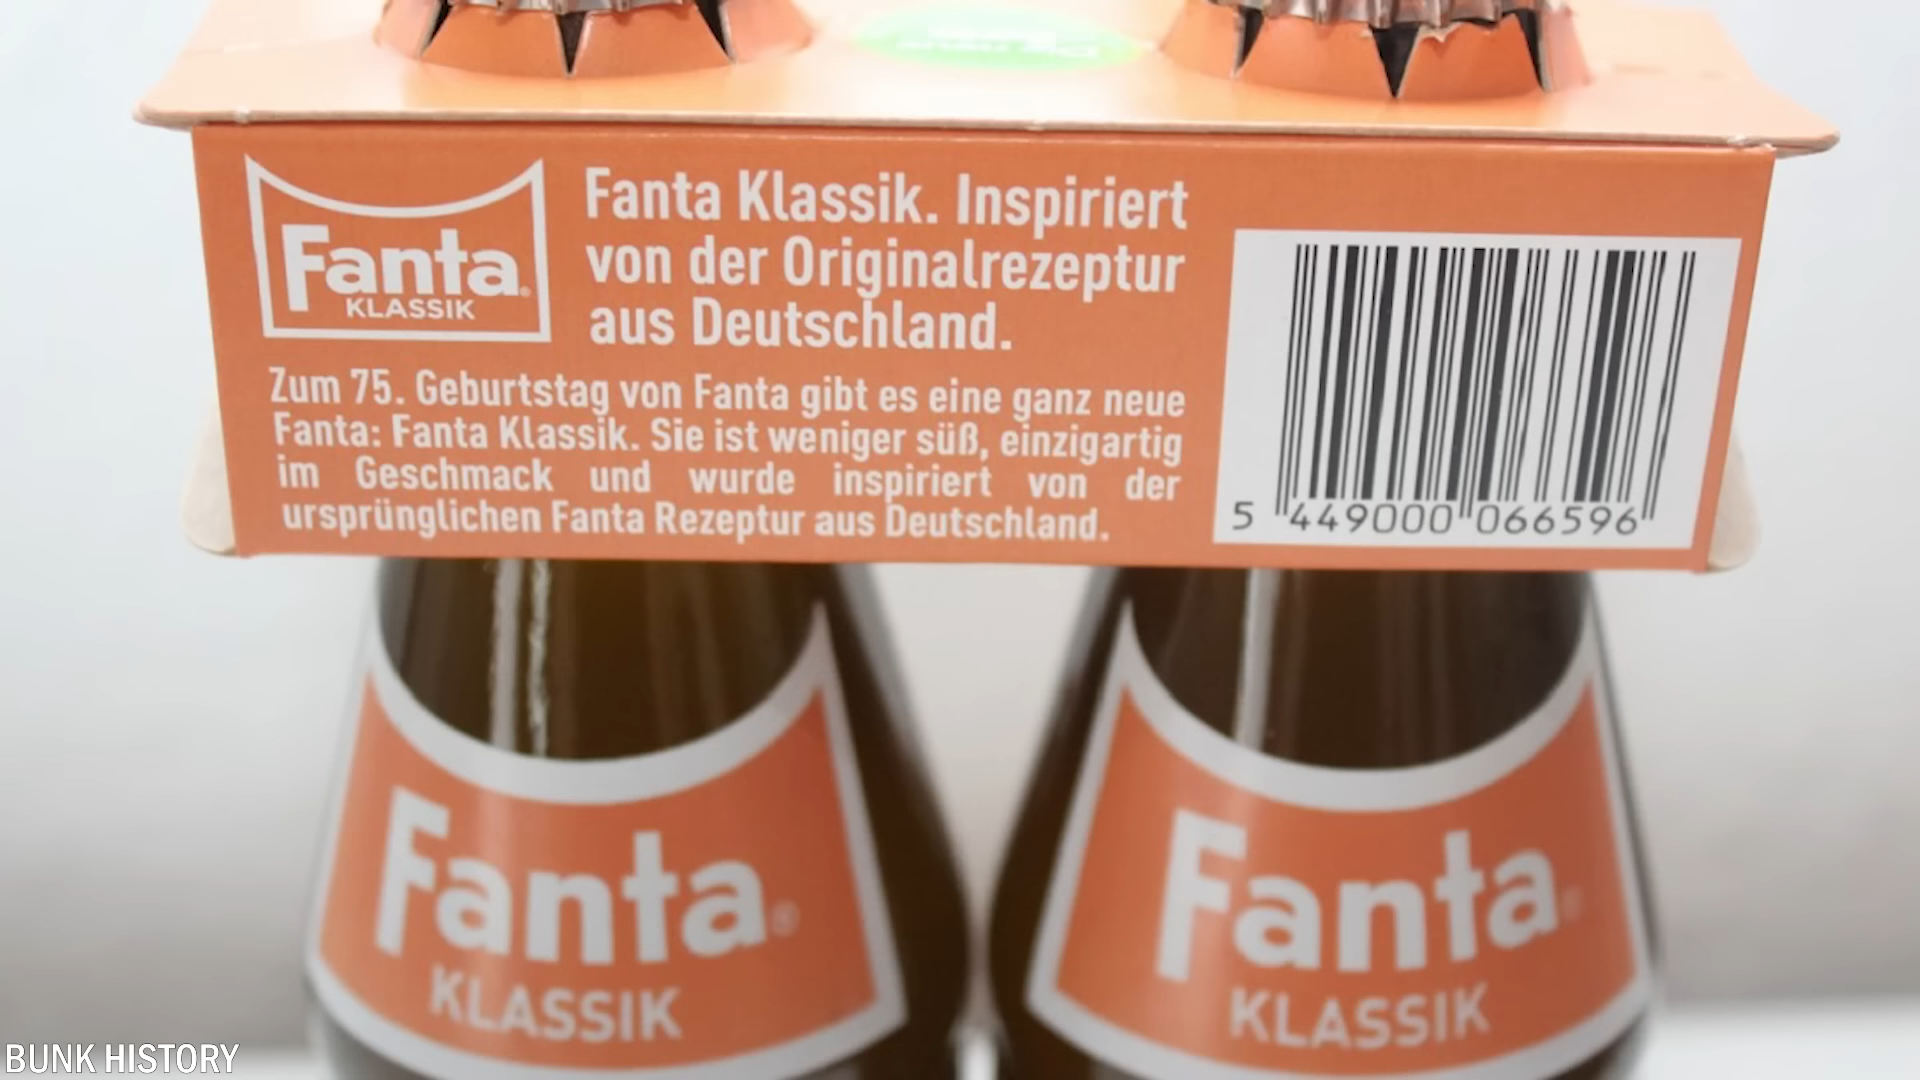 Fanta
KLASSIK
Fanta Klassik. Inspiriert
von der Originalrezeptur
aus Deutschland.
Zum 75. Geburtstag von Fanta gibt es eine ganz neue
Fanta: Fanta Klassik. Sie ist weniger süß, einzigartig
im Geschmack und wurde inspiriert von der
ursprünglichen Fanta Rezeptur aus Deutschland.
5 449000 066596
Fanta®
KLASSIK
Fanta
KLASSIK
BUNK HISTORY